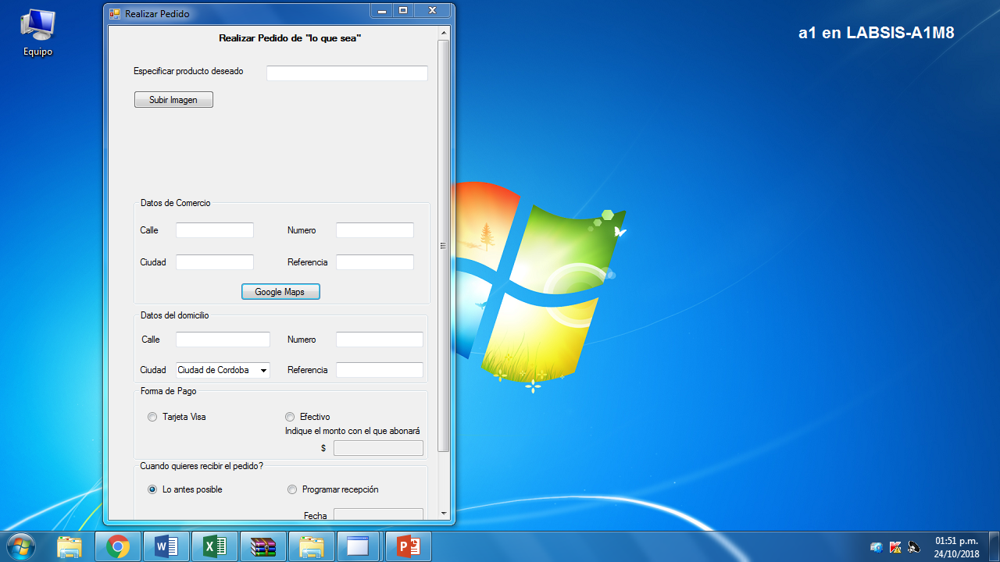 Equipo
a1 en LABSIS-A1M8
Realizar Pedido
Realizar Pedido de "lo que sea"
Especificar producto deseado
Subir Imagen
Datos de Comercio
Calle Numero
Ciudad Referencia
Google Maps
Datos del domicilio
Calle Numero
Ciudad Ciudad de Cordoba Referencia
Forma de Pago
Tarjeta Visa Efectivo
Indique el monto con el que abonará
$
Cuando quieres recibir el pedido?
Lo antes posible Programar recepción
Fecha
01:51 p.m.
24/10/2018